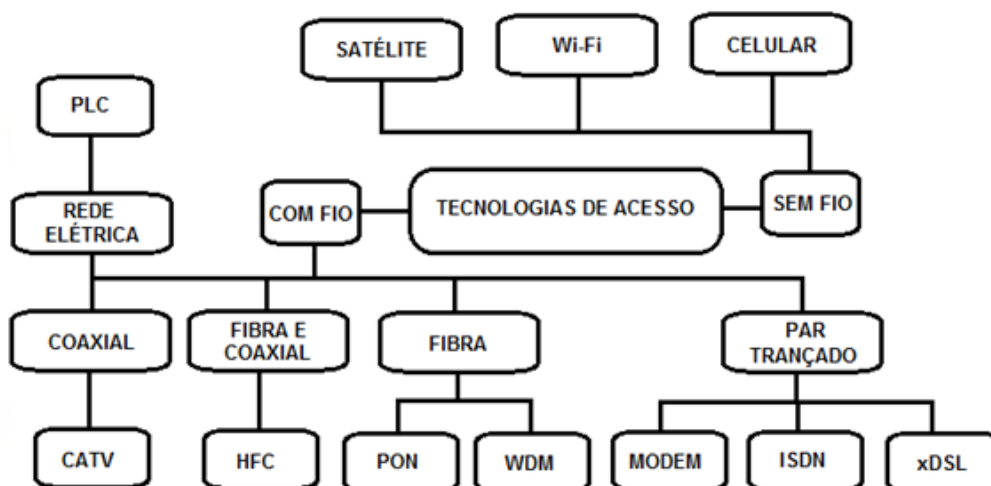 SATÉLITE
Wi-Fi
CELULAR
PLC
REDE
ELÉTRICA
COM FIO
TECNOLOGIAS DE ACESSO
SEM FIO
COAXIAL
FIBRA E
COAXIAL
FIBRA
PAR
TRANÇADO
CATV
HFC
PON
WDM
MODEM
ISDN
xDSL